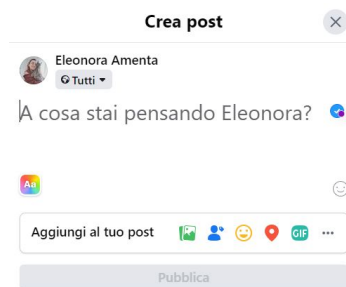 Crea post
Eleonora Amenta
Tutti
A cosa stai pensando Eleonora?
Aa
Aggiungi al tuo post
GIF
Pubblica